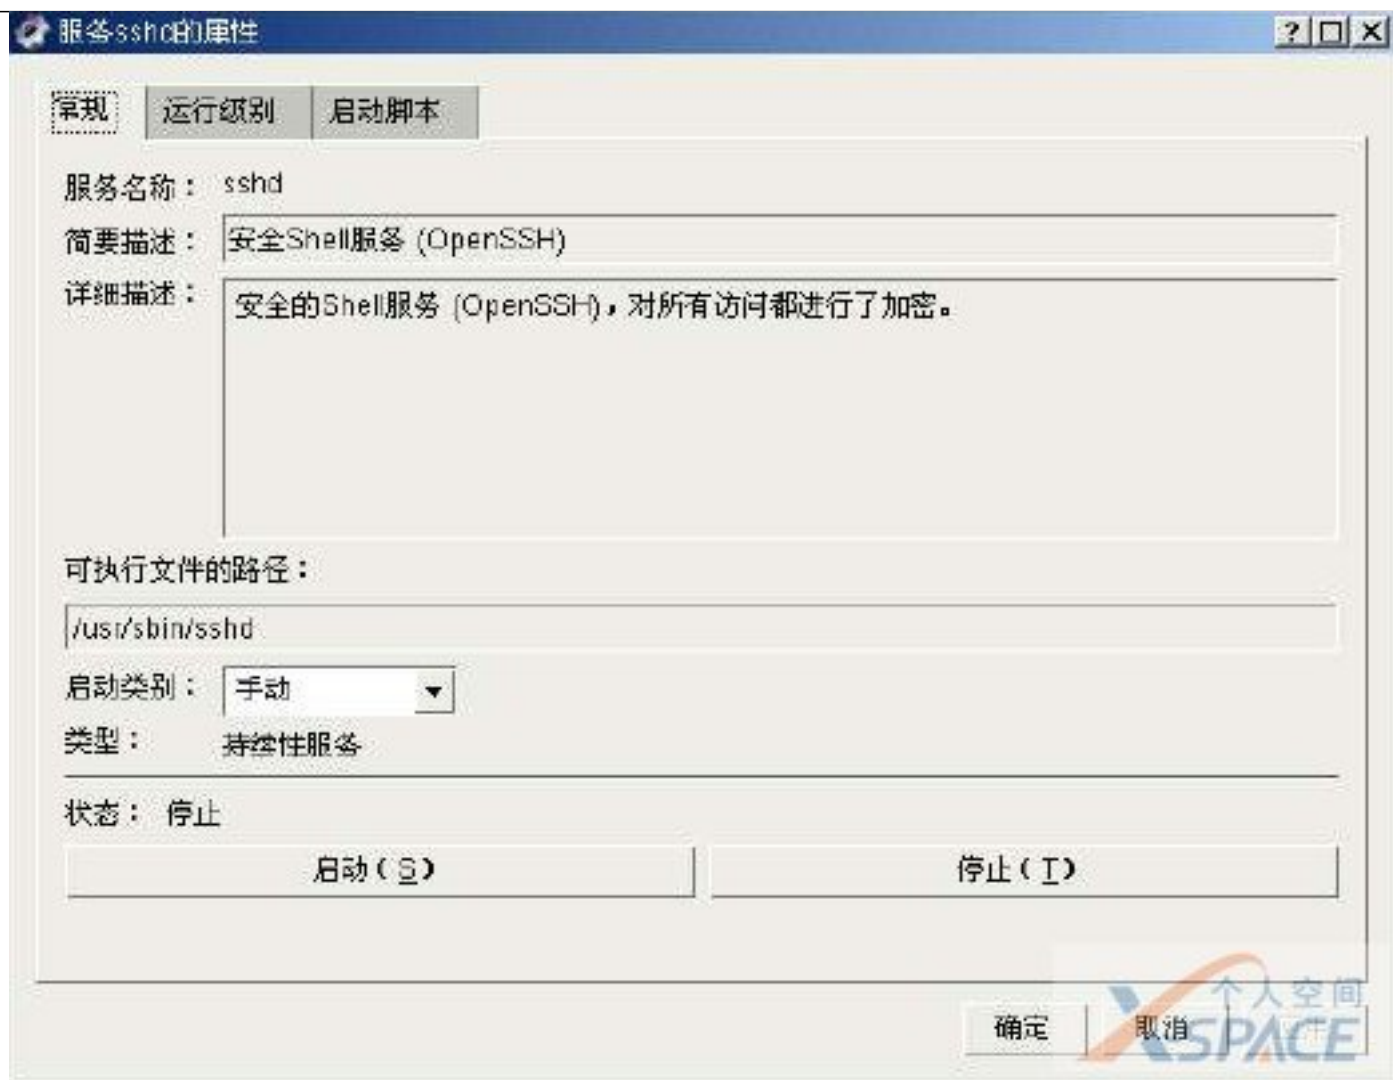 服务sshd的属性
常规 运行级别 启动脚本
服务名称： sshd
简要描述： 安全Shell服务 (OpenSSH)
详细描述： 安全的Shell服务 (OpenSSH)，对所有访问都进行了加密。
可执行文件的路径：
/usr/sbin/sshd
启动类别： 手动
类型： 持续性服务
状态： 停止
启动(S) 停止(T)
个人空间
确定 取消
XSPACE